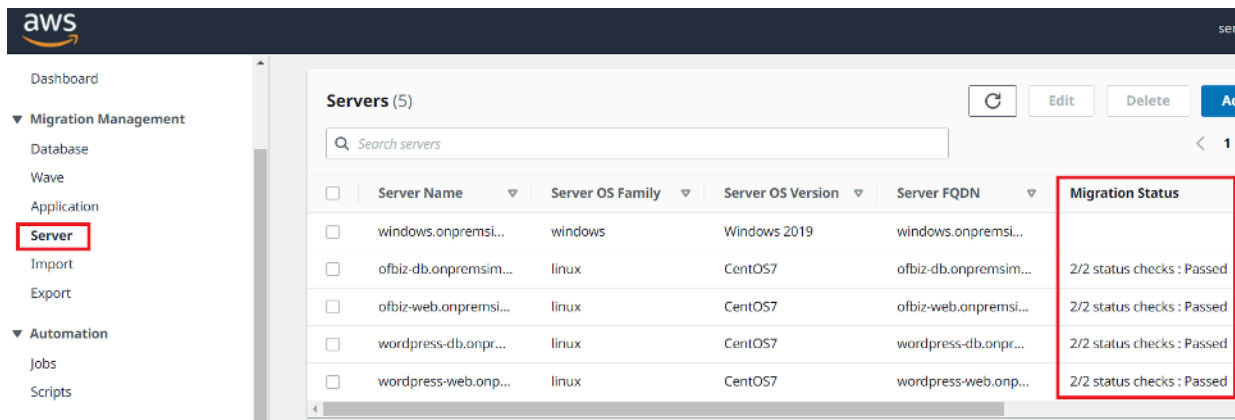 aws
ser
Dashboard
Migration Management
Database
Wave
Application
Server
Import
Export
Automation
Jobs
Scripts
Servers (5)
Edit
Delete
Ad
Search servers
1
Server Name Server OS Family Server OS Version Server FQDN Migration Status
windows.onpremsi... windows Windows 2019 windows.onpremsi...
ofbiz-db.onpremsim... linux CentOS7 ofbiz-db.onpremsim... 2/2 status checks : Passed
ofbiz-web.onpremsi... linux CentOS7 ofbiz-web.onpremsi... 2/2 status checks : Passed
wordpress-db.onpr... linux CentOS7 wordpress-db.onpr... 2/2 status checks : Passed
wordpress-web.onp... linux CentOS7 wordpress-web.onp... 2/2 status checks : Passed